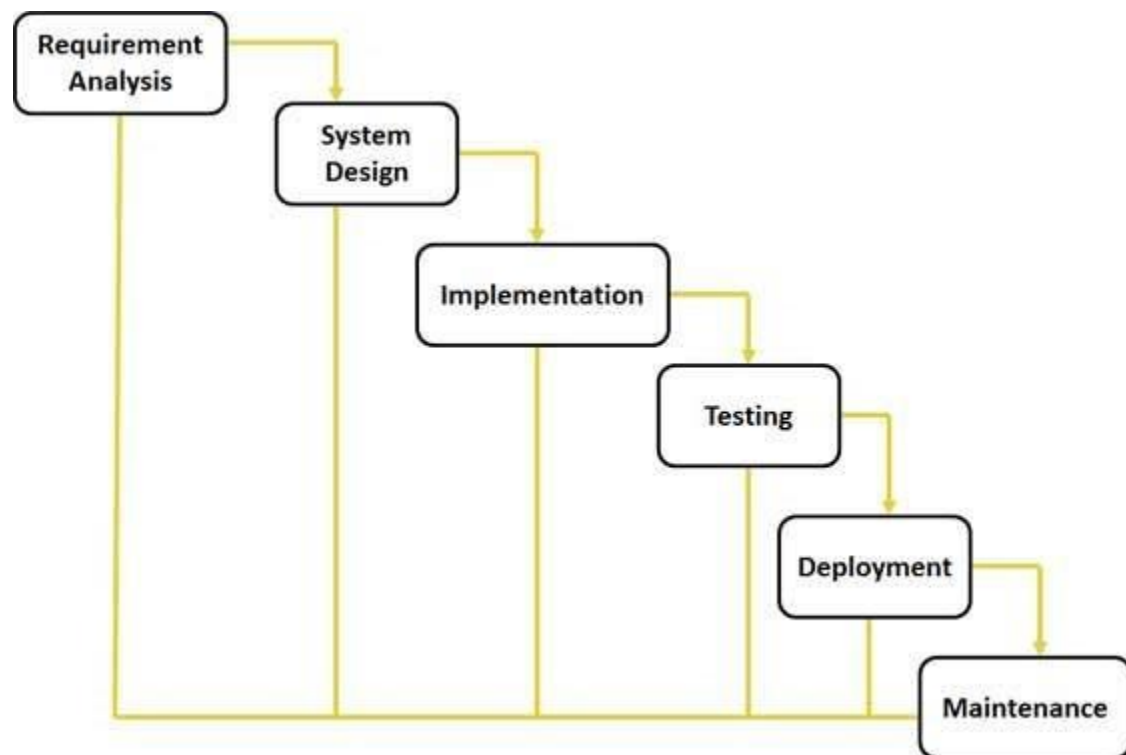 Requirement
Analysis
System
Design
Implementation
Testing
Deployment
Maintenance